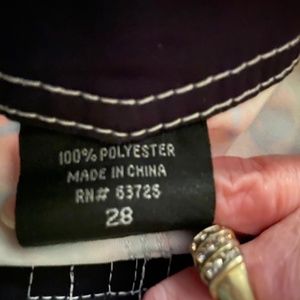 100% POLYESTER
MADE IN CHINA
RN# 63725
28